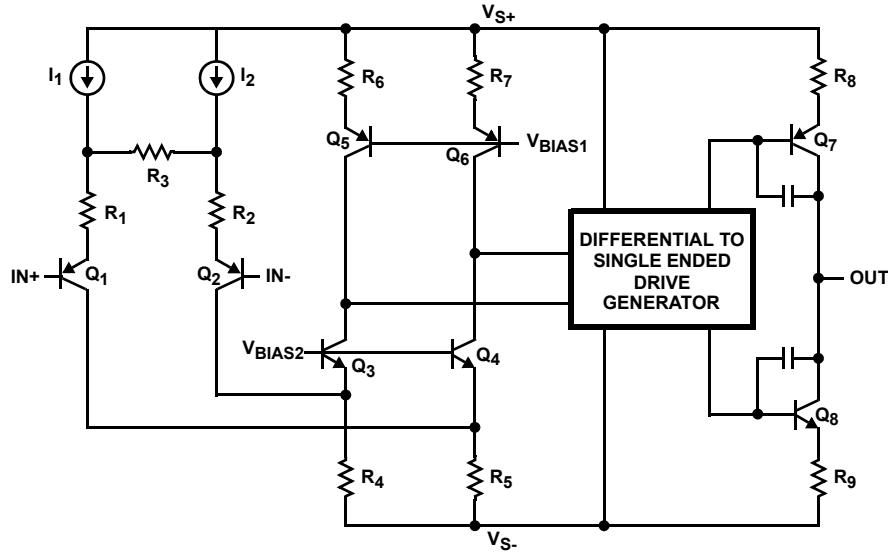 VS+
I1
I2
R6
R7
R8
Q5
Q6
VBIAS1
Q7
R3
R1
R2
DIFFERENTIAL TO
SINGLE ENDED
DRIVE
GENERATOR
IN+
Q1
Q2
IN-
OUT
VBIAS2
Q3
Q4
Q8
R4
R5
R9
VS-